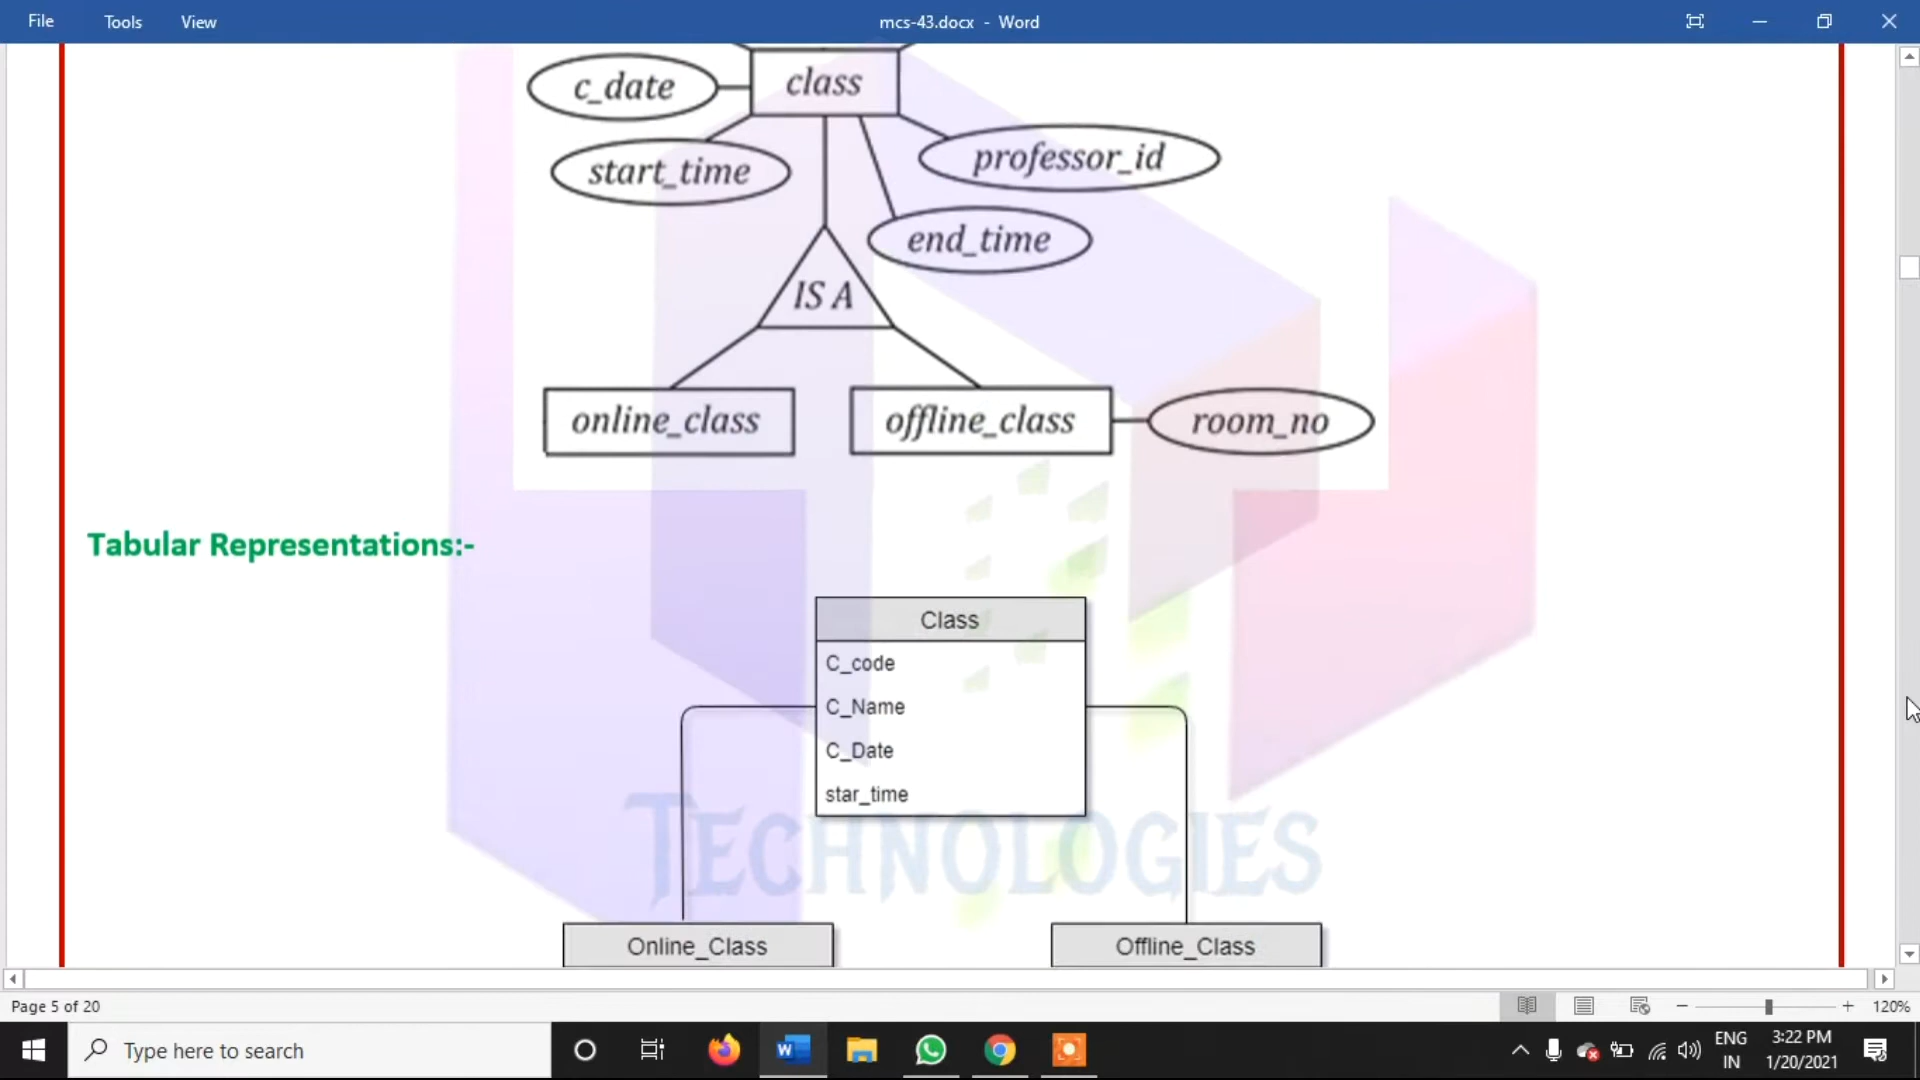 File Tools View mcs-43.docx - Word
class
c_date
professor_id
start_time
end_time
IS A
online_class offline_class room_no
Tabular Representations:-
Class
C_code
C_Name
C_Date
star_time
TECHNOLOGIES
Online_Class Offline_Class
Page 5 of 20 120%
Type here to search
ENG 3:22 PM
IN 1/20/2021